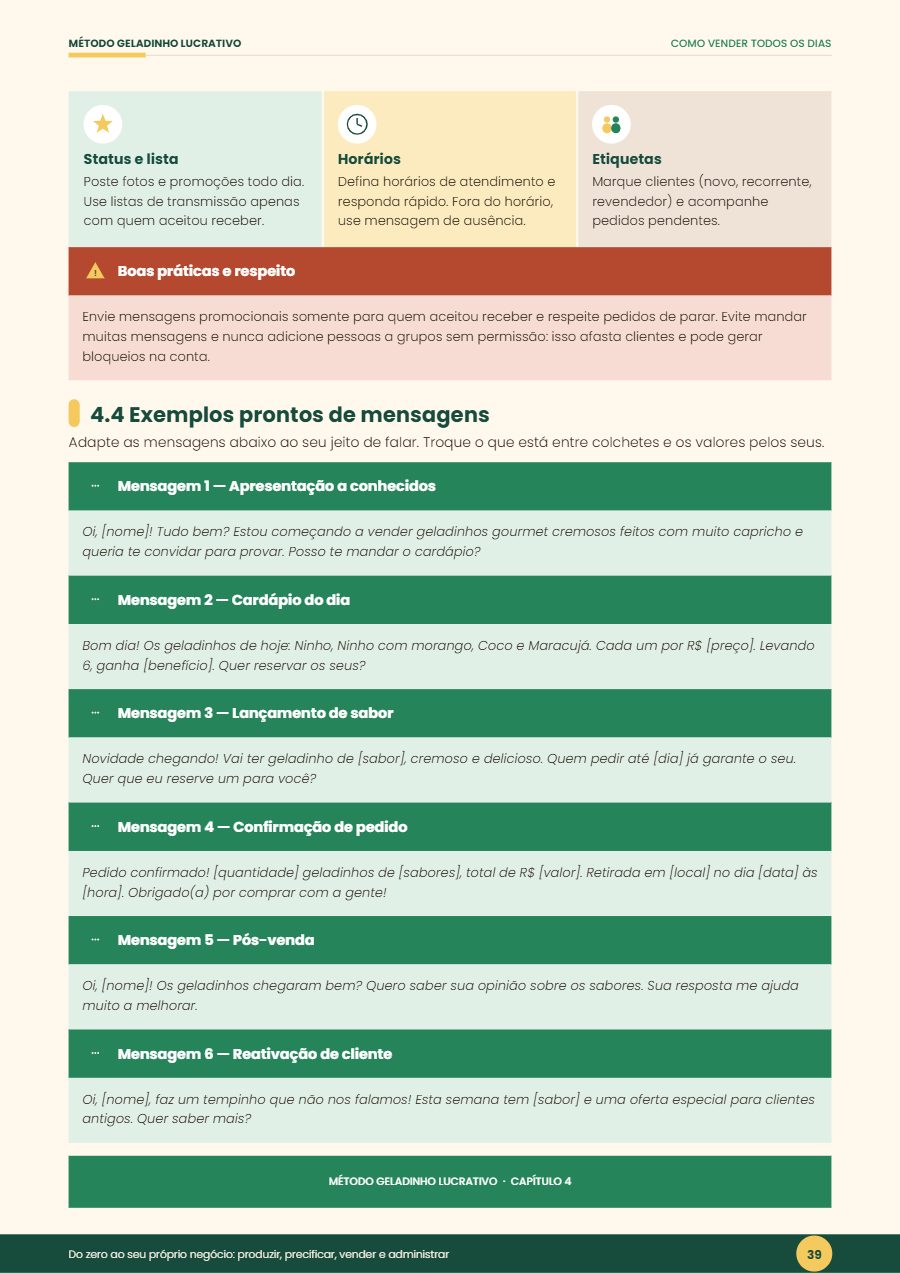 MÉTODO GELADINHO LUCRATIVO
COMO VENDER TODOS OS DIAS
Status e lista
Poste fotos e promoções todo dia.
Use listas de transmissão apenas
com quem aceitou receber.
Horários
Defina horários de atendimento e
responda rápido. Fora do horário,
use mensagem de ausência.
Etiquetas
Marque clientes (novo, recorrente,
revendedor) e acompanhe
pedidos pendentes.
Boas práticas e respeito
Envie mensagens promocionais somente para quem aceitou receber e respeite pedidos de parar. Evite mandar
muitas mensagens e nunca adicione pessoas a grupos sem permissão: isso afasta clientes e pode gerar
bloqueios na conta.
4.4 Exemplos prontos de mensagens
Adapte as mensagens abaixo ao seu jeito de falar. Troque o que está entre colchetes e os valores pelos seus.
... Mensagem 1 — Apresentação a conhecidos
Oi, [nome]! Tudo bem? Estou começando a vender geladinhos gourmet cremosos feitos com muito capricho e
queria te convidar para provar. Posso te mandar o cardápio?
... Mensagem 2 — Cardápio do dia
Bom dia! Os geladinhos de hoje: Ninho, Ninho com morango, Coco e Maracujá. Cada um por R$ [preço]. Levando
6, ganha [benefício]. Quer reservar os seus?
... Mensagem 3 — Lançamento de sabor
Novidade chegando! Vai ter geladinho de [sabor], cremoso e delicioso. Quem pedir até [dia] já garante o seu.
Quer que eu reserve um para você?
... Mensagem 4 — Confirmação de pedido
Pedido confirmado! [quantidade] geladinhos de [sabores], total de R$ [valor]. Retirada em [local] no dia [data] às
[hora]. Obrigado(a) por comprar com a gente!
... Mensagem 5 — Pós-venda
Oi, [nome]! Os geladinhos chegaram bem? Quero saber sua opinião sobre os sabores. Sua resposta me ajuda
muito a melhorar.
... Mensagem 6 — Reativação de cliente
Oi, [nome], faz um tempinho que não nos falamos! Esta semana tem [sabor] e uma oferta especial para clientes
antigos. Quer saber mais?
MÉTODO GELADINHO LUCRATIVO · CAPÍTULO 4
Do zero ao seu próprio negócio: produzir, precificar, vender e administrar
39